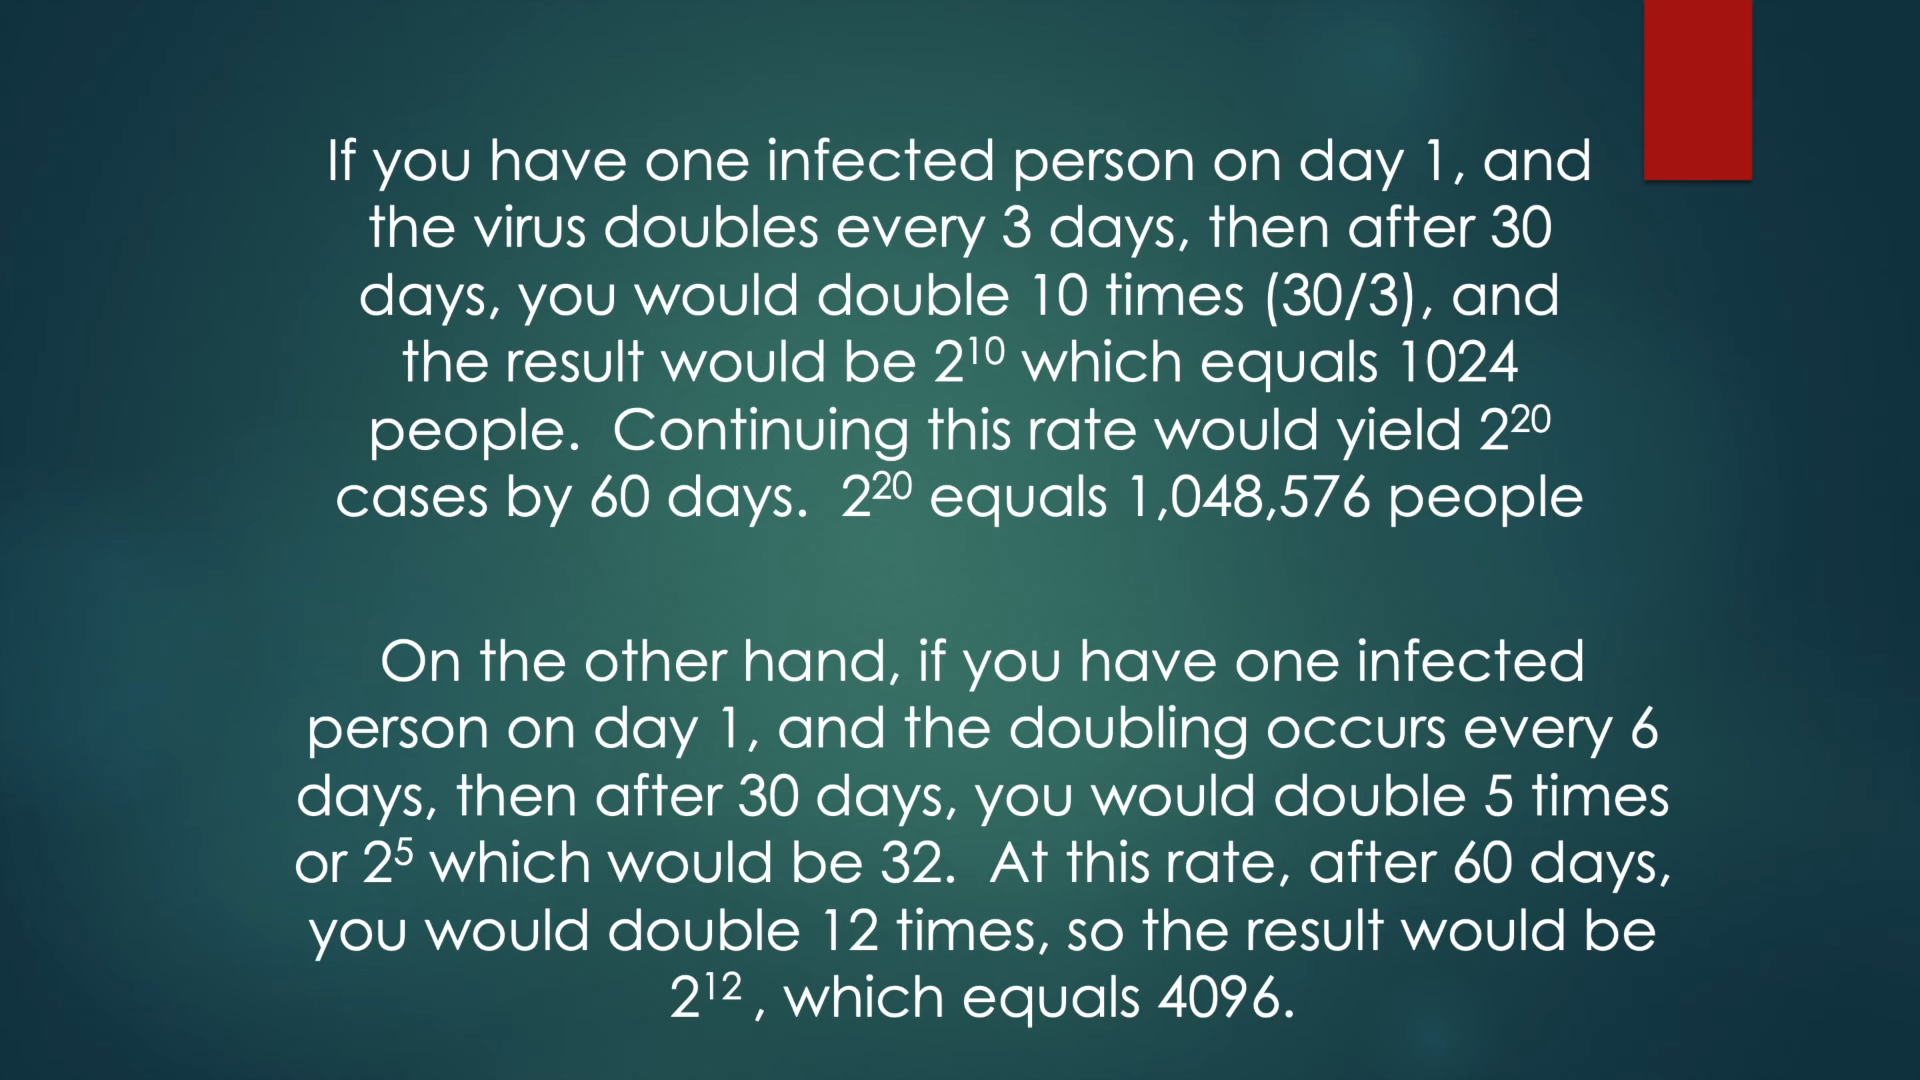 If you have one infected person on day 1, and
the virus doubles every 3 days, then after 30
days, you would double 10 times (30/3), and
the result would be 2¹⁰ which equals 1024
people.  Continuing this rate would yield 2²⁰
cases by 60 days.  2²⁰ equals 1,048,576 people
On the other hand, if you have one infected
person on day 1, and the doubling occurs every 6
days, then after 30 days, you would double 5 times
or 2⁵ which would be 32.  At this rate, after 60 days,
you would double 12 times, so the result would be
2¹² , which equals 4096.